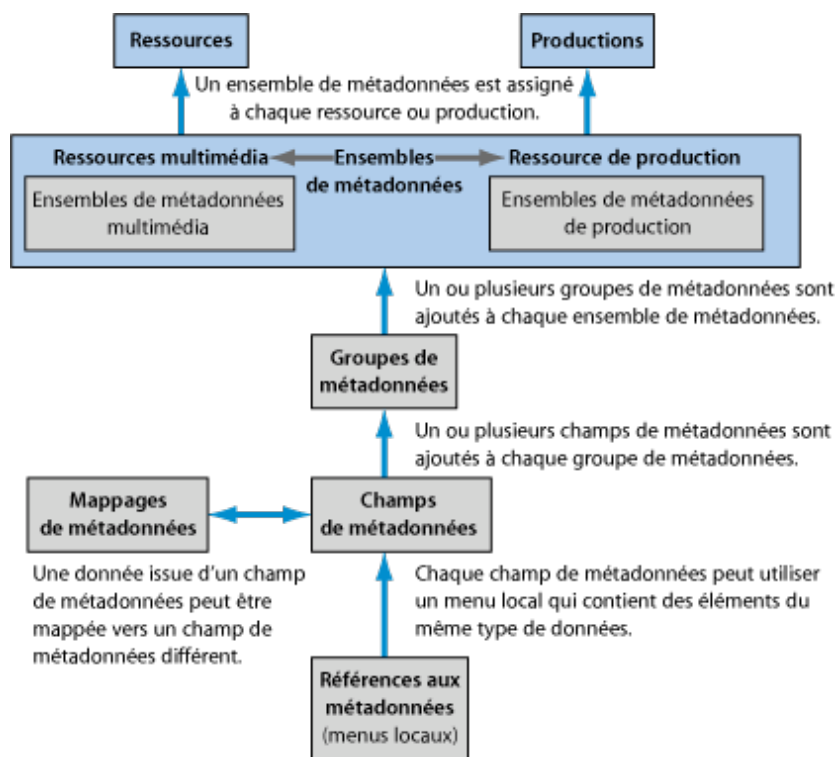 Ressources
Productions
Un ensemble de métadonnées est assigné
à chaque ressource ou production.
Ressources multimédia
Ensembles
de métadonnées
Ressource de production
Ensembles de métadonnées
multimédia
Ensembles de métadonnées
de production
Un ou plusieurs groupes de métadonnées sont
ajoutés à chaque ensemble de métadonnées.
Groupes de
métadonnées
Un ou plusieurs champs de métadonnées sont
ajoutés à chaque groupe de métadonnées.
Mappages
de métadonnées
Champs
de métadonnées
Une donnée issue d'un champ
de métadonnées peut être
mappée vers un champ de
métadonnées différent.
Chaque champ de métadonnées peut utiliser
un menu local qui contient des éléments du
même type de données.
Références aux
métadonnées
(menus locaux)